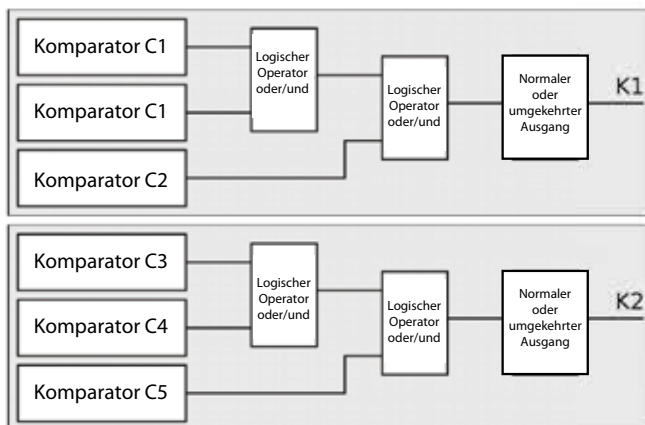 Komparator C1
Logischer
Operator
oder/und
Komparator C1
Logischer
Operator
oder/und
Normaler
oder
umgekehrter
Ausgang
K1
Komparator C2
Komparator C3
Logischer
Operator
oder/und
Komparator C4
Logischer
Operator
oder/und
Normaler
oder
umgekehrter
Ausgang
K2
Komparator C5